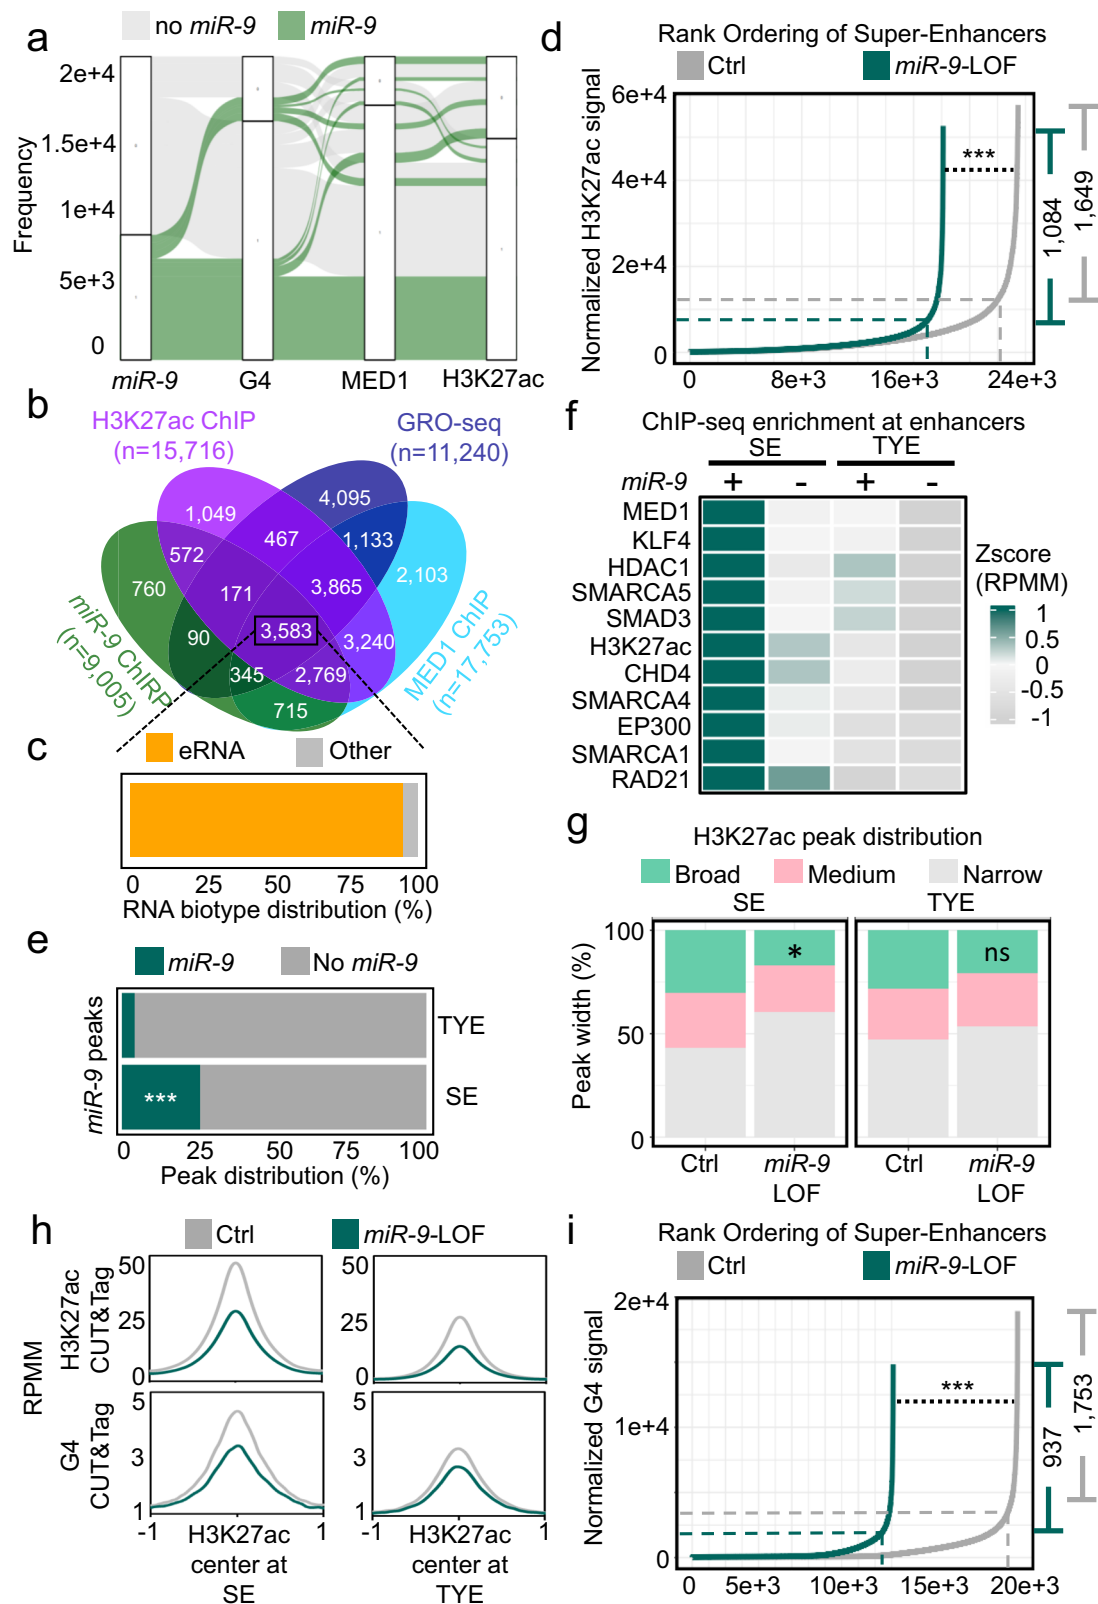 a
no miR-9
miR-9
Frequency
2e+4
1.5e+4
1e+4
5e+3
0
miR-9
G4
MED1
H3K27ac
b
H3K27ac ChIP
(n=15,716)
GRO-seq
(n=11,240)
miR-9 ChIRP
(n=9,005)
MED1 ChIP
(n=17,753)
4,095
1,049
467
1,133
572
2,103
760
171
3,865
90
3,583
3,240
345
2,769
715
c
eRNA
Other
0 25 50 75 100
RNA biotype distribution (%)
d
Rank Ordering of Super-Enhancers
Ctrl
miR-9-LOF
Normalized H3K27ac signal
6e+4
4e+4
2e+4
0
***
1,084
1,649
0 8e+3 16e+3 24e+3
e
miR-9
No miR-9
miR-9 peaks
TYE
***
SE
0 25 50 75 100
Peak distribution (%)
f
ChIP-seq enrichment at enhancers
SE TYE
miR-9 + - + -
MED1
KLF4
HDAC1
SMARCA5
SMAD3
H3K27ac
CHD4
SMARCA4
EP300
SMARCA1
RAD21
Zscore
(RPMM)
1
0.5
0
-0.5
-1
g
H3K27ac peak distribution
Broad
Medium
Narrow
SE TYE
Peak width (%)
100
50
0
*
ns
Ctrl
miR-9
LOF
Ctrl
miR-9
LOF
h
Ctrl
miR-9-LOF
RPMM
H3K27ac
CUT&Tag
50
25
0
50
25
0
G4
CUT&Tag
5
3
1
5
3
1
-1 H3K27ac 1
center at
SE
-1 H3K27ac 1
center at
TYE
i
Rank Ordering of Super-Enhancers
Ctrl
miR-9-LOF
Normalized G4 signal
2e+4
1e+4
0
***
937
1,753
0 5e+3 10e+3 15e+3 20e+3